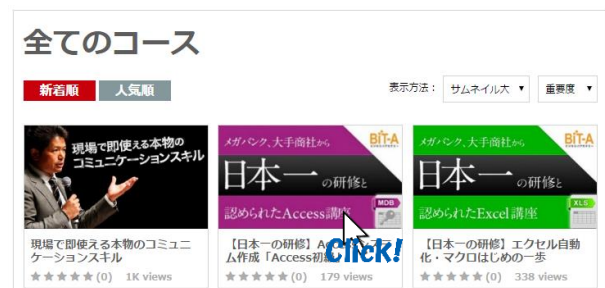 全てのコース
新着順 人気順
表示方法： サムネイル大 ▼ 重要度 ▼
現場で即使える本物の
コミュニケーションスキル
メガバンク、大手商社から BIT-A
日本一の研修と
認められたAccess講座 MDB
メガバンク、大手商社から BIT-A
日本一の研修と
認められたExcel講座 XLS
現場で即使える本物のコミュニ
ケーションスキル
★★★★★(0) 1K views
【日本一の研修】
ム作成「Access初級
★★★★★(0) 179 views
Click!
【日本一の研修】エクセル自動
化・マクロはじめの一歩
★★★★★(0) 338 views